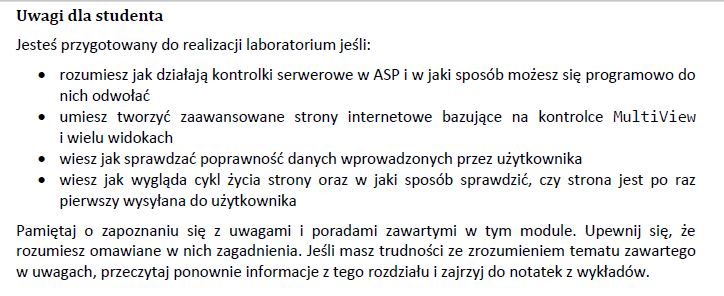 Uwagi dla studenta
Jesteś przygotowany do realizacji laboratorium jeśli:
• rozumiesz jak działają kontrolki serwerowe w ASP i w jaki sposób możesz się programowo do
nich odwołać
• umiesz tworzyć zaawansowane strony internetowe bazujące na kontrolce MultiView
i wielu widokach
• wiesz jak sprawdzać poprawność danych wprowadzonych przez użytkownika
• wiesz jak wygląda cykl życia strony oraz w jaki sposób sprawdzić, czy strona jest po raz
pierwszy wysyłana do użytkownika
Pamiętaj o zapoznaniu się z uwagami i poradami zawartymi w tym module. Upewnij się, że
rozumiesz omawiane w nich zagadnienia. Jeśli masz trudności ze zrozumieniem tematu zawartego
w uwagach, przeczytaj ponownie informacje z tego rozdziału i zajrzyj do notatek z wykładów.